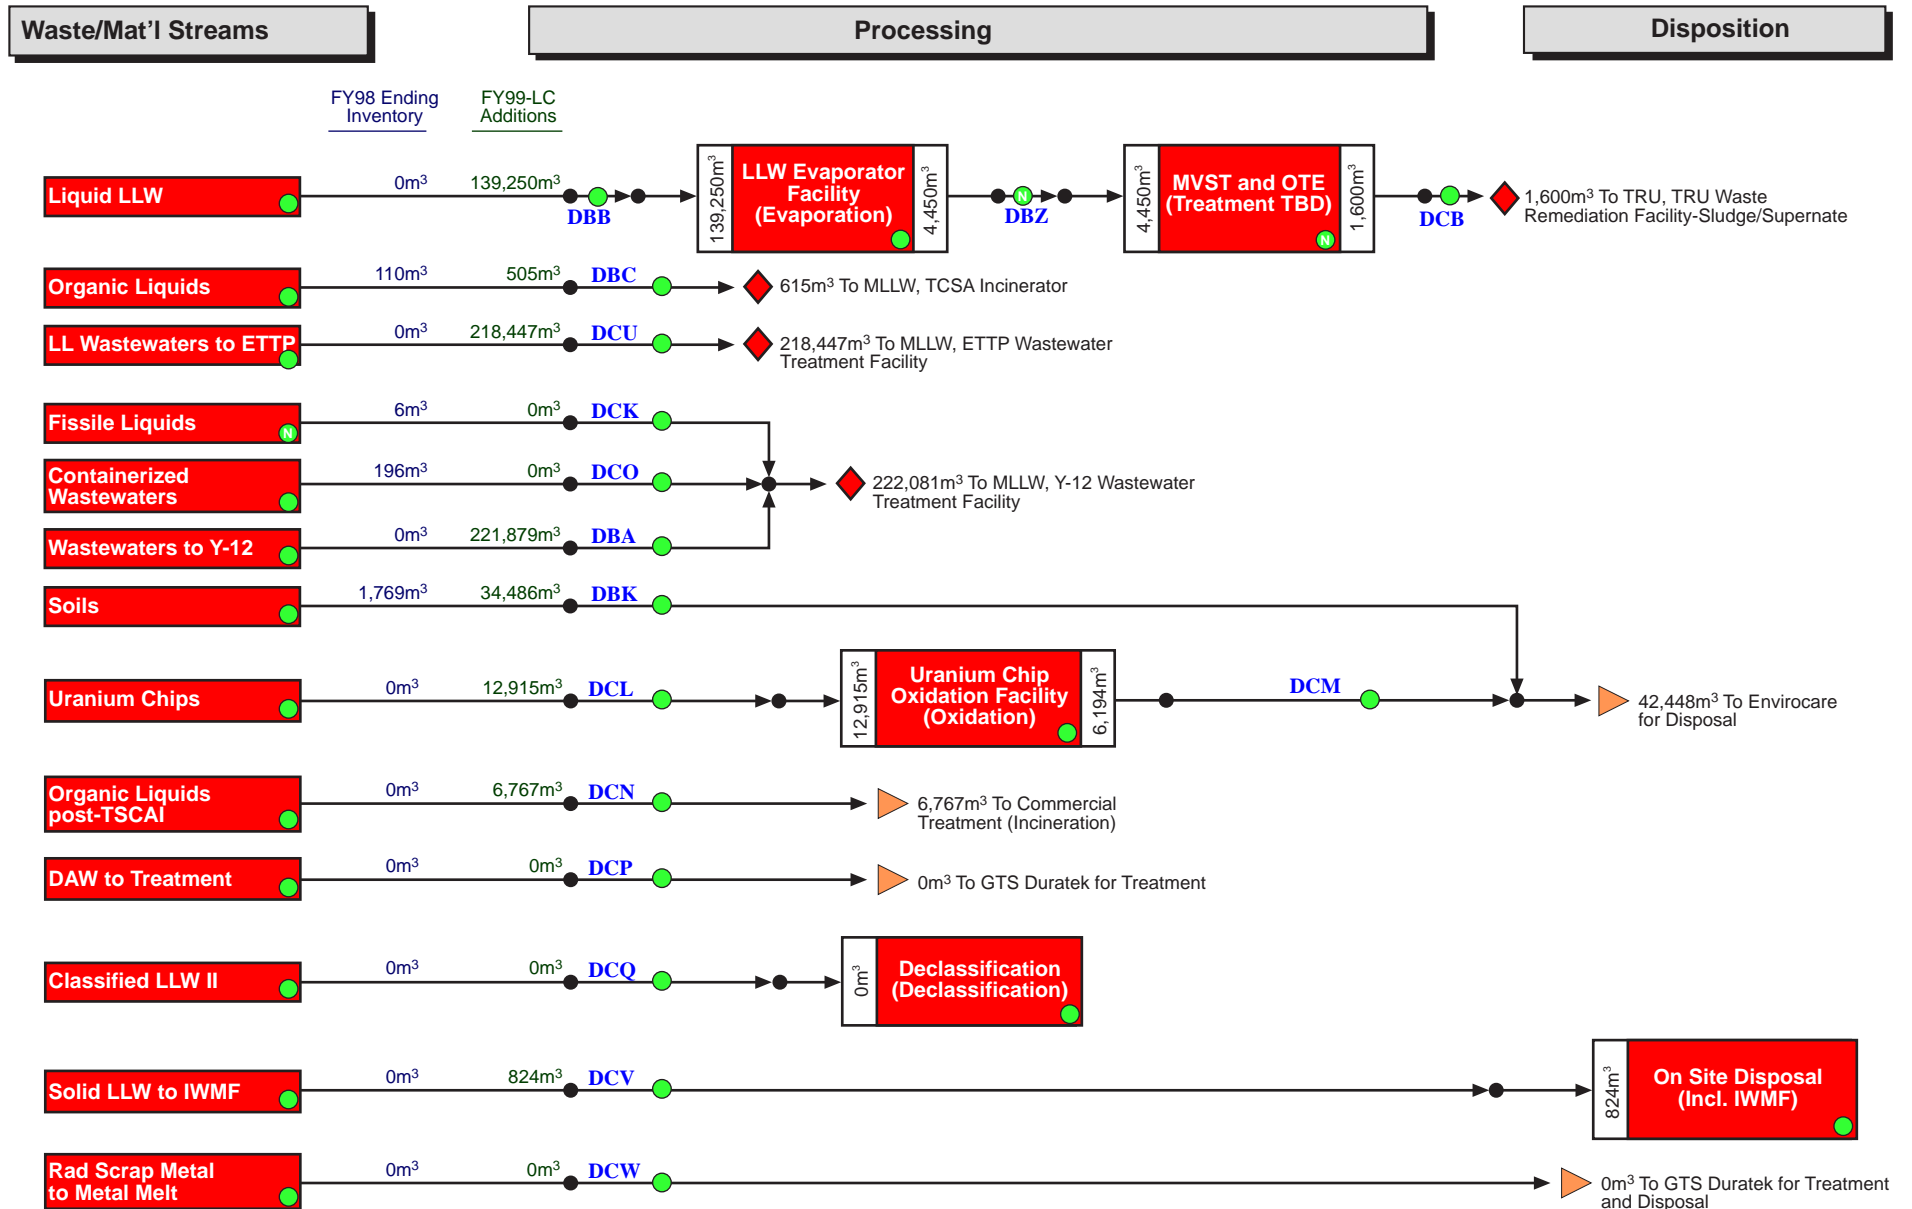 Waste/Mat'l Streams
Processing
Disposition
FY98 Ending
Inventory
FY99-LC
Additions
Liquid LLW
0m³
139,250m³
DBB
139,250m³
LLW Evaporator
Facility
(Evaporation)
4,450m³
N
DBZ
4,450m³
MVST and OTE
(Treatment TBD)
N
1,600m³
DCB
1,600m³ To TRU, TRU Waste
Remediation Facility-Sludge/Supernate
Organic Liquids
110m³
505m³
DBC
615m³ To MLLW, TCSA Incinerator
LL Wastewaters to ETTP
0m³
218,447m³
DCU
218,447m³ To MLLW, ETTP Wastewater
Treatment Facility
Fissile Liquids
N
6m³
0m³
DCK
Containerized
Wastewaters
196m³
0m³
DCO
222,081m³ To MLLW, Y-12 Wastewater
Treatment Facility
Wastewaters to Y-12
0m³
221,879m³
DBA
Soils
1,769m³
34,486m³
DBK
Uranium Chips
0m³
12,915m³
DCL
12,915m³
Uranium Chip
Oxidation Facility
(Oxidation)
6,194m³
DCM
42,448m³ To Envirocare
for Disposal
Organic Liquids
post-TSCAI
0m³
6,767m³
DCN
6,767m³ To Commercial
Treatment (Incineration)
DAW to Treatment
0m³
0m³
DCP
0m³ To GTS Duratek for Treatment
Classified LLW II
0m³
0m³
DCQ
0m³
Declassification
(Declassification)
Solid LLW to IWMF
0m³
824m³
DCV
824m³
On Site Disposal
(Incl. IWMF)
Rad Scrap Metal
to Metal Melt
0m³
0m³
DCW
0m³ To GTS Duratek for Treatment
and Disposal